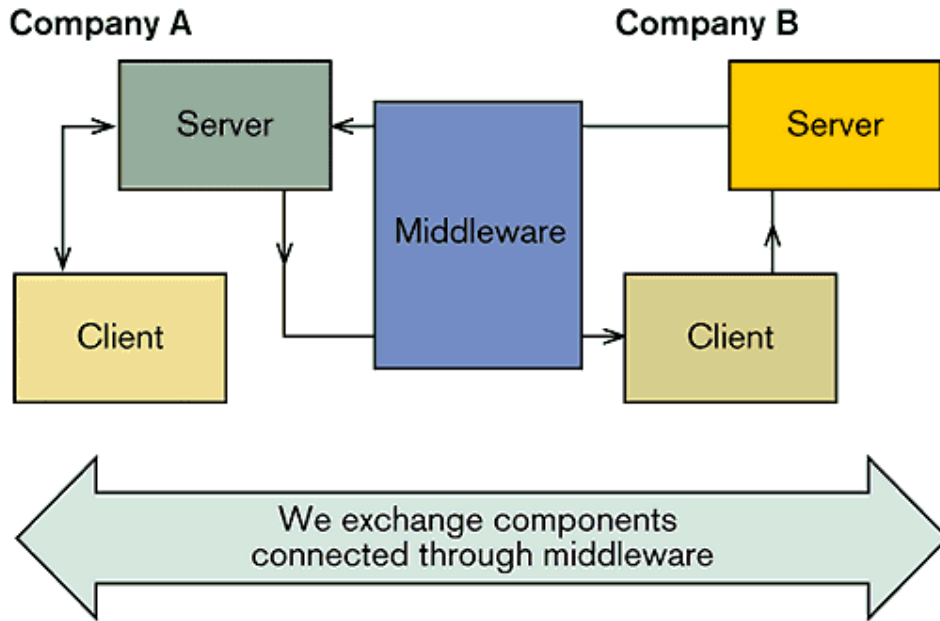 Company A
Company B
Server
Server
Middleware
Client
Client
We exchange components
connected through middleware